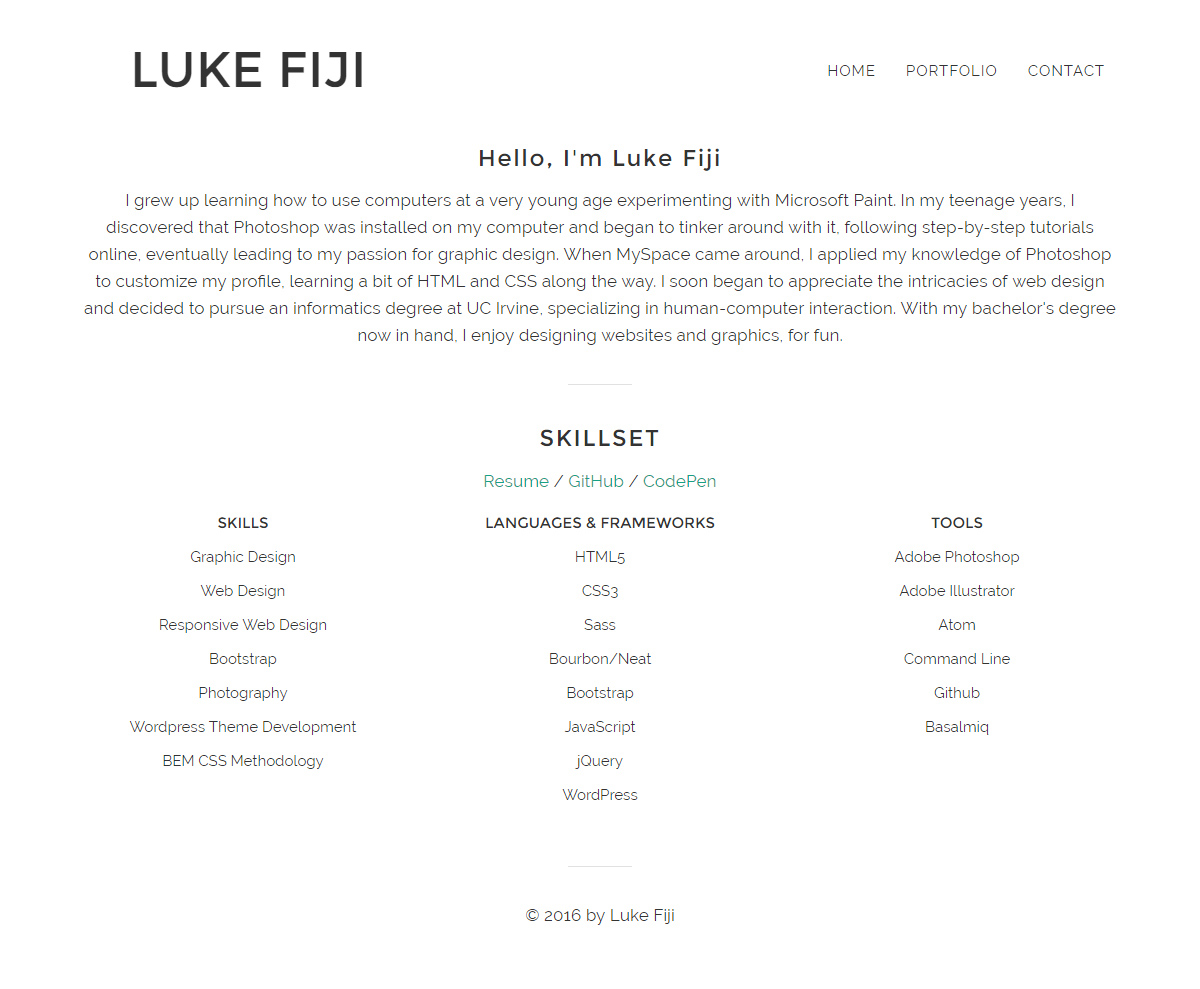 LUKE FIJI
HOME PORTFOLIO CONTACT
Hello, I'm Luke Fiji
I grew up learning how to use computers at a very young age experimenting with Microsoft Paint. In my teenage years, I
discovered that Photoshop was installed on my computer and began to tinker around with it, following step-by-step tutorials
online, eventually leading to my passion for graphic design. When MySpace came around, I applied my knowledge of Photoshop
to customize my profile, learning a bit of HTML and CSS along the way. I soon began to appreciate the intricacies of web design
and decided to pursue an informatics degree at UC Irvine, specializing in human-computer interaction. With my bachelor's degree
now in hand, I enjoy designing websites and graphics, for fun.
SKILLSET
Resume / GitHub / CodePen
SKILLS
Graphic Design
Web Design
Responsive Web Design
Bootstrap
Photography
Wordpress Theme Development
BEM CSS Methodology
LANGUAGES & FRAMEWORKS
HTML5
CSS3
Sass
Bourbon/Neat
Bootstrap
JavaScript
jQuery
WordPress
TOOLS
Adobe Photoshop
Adobe Illustrator
Atom
Command Line
Github
Basalmiq
© 2016 by Luke Fiji